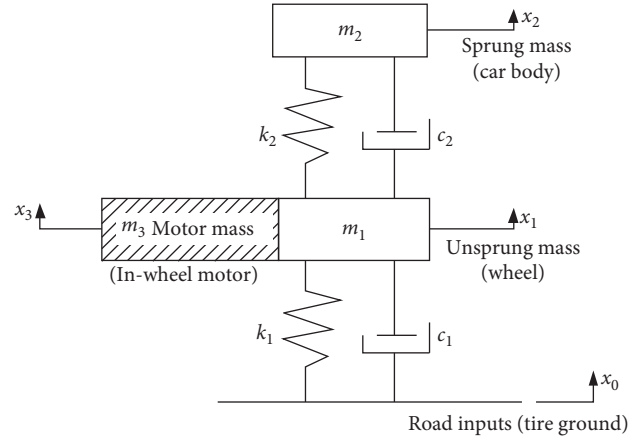 m₂
x₂
Sprung mass
(car body)
k₂
c₂
x₃
m₃ Motor mass
m₁
x₁
(In-wheel motor)
Unsprung mass
(wheel)
k₁
c₁
x₀
Road inputs (tire ground)